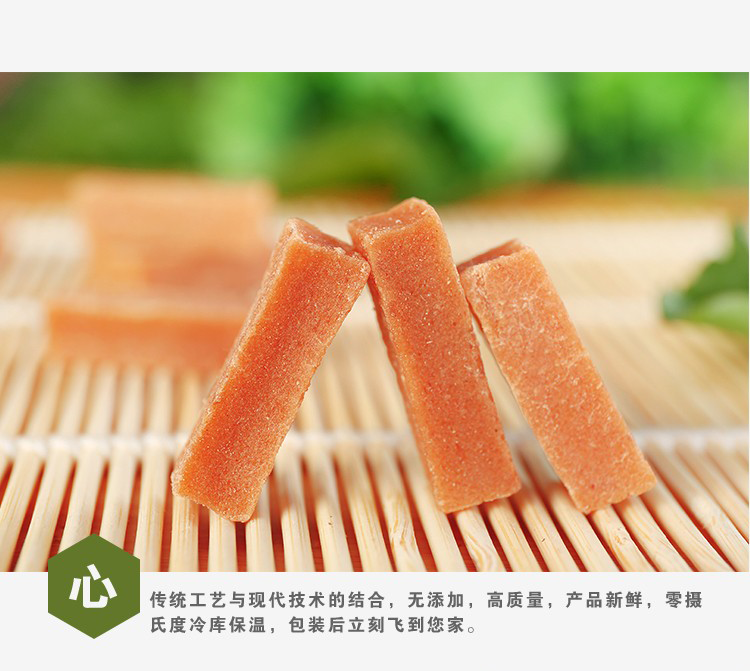 心
传统工艺与现代技术的结合，无添加，高质量，产品新鲜，零摄
氏度冷库保温，包装后立刻飞到您家。